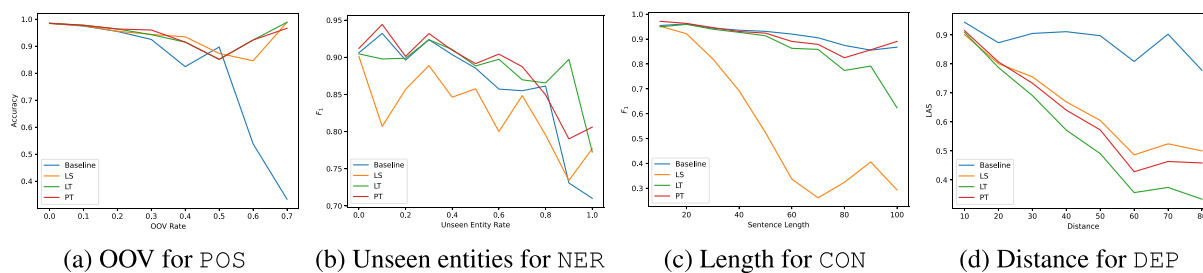 1.0
0.9
0.8
0.7
0.6
0.5
0.4
Accuracy
Baseline
LS
LT
PT
0.0 0.1 0.2 0.3 0.4 0.5 0.6 0.7
OOV Rate
(a) OOV for POS
0.95
0.90
0.85
0.80
0.75
0.70
F1
Baseline
LS
LT
PT
0.0 0.2 0.4 0.6 0.8 1.0
Unseen Entity Rate
(b) Unseen entities for NER
1.0
0.9
0.8
0.7
0.6
0.5
0.4
0.3
F1
Baseline
LS
LT
PT
20 40 60 80 100
Sentence Length
(c) Length for CON
0.9
0.8
0.7
0.6
0.5
0.4
LAS
Baseline
LS
LT
PT
10 20 30 40 50 60 70 80
Distance
(d) Distance for DEP